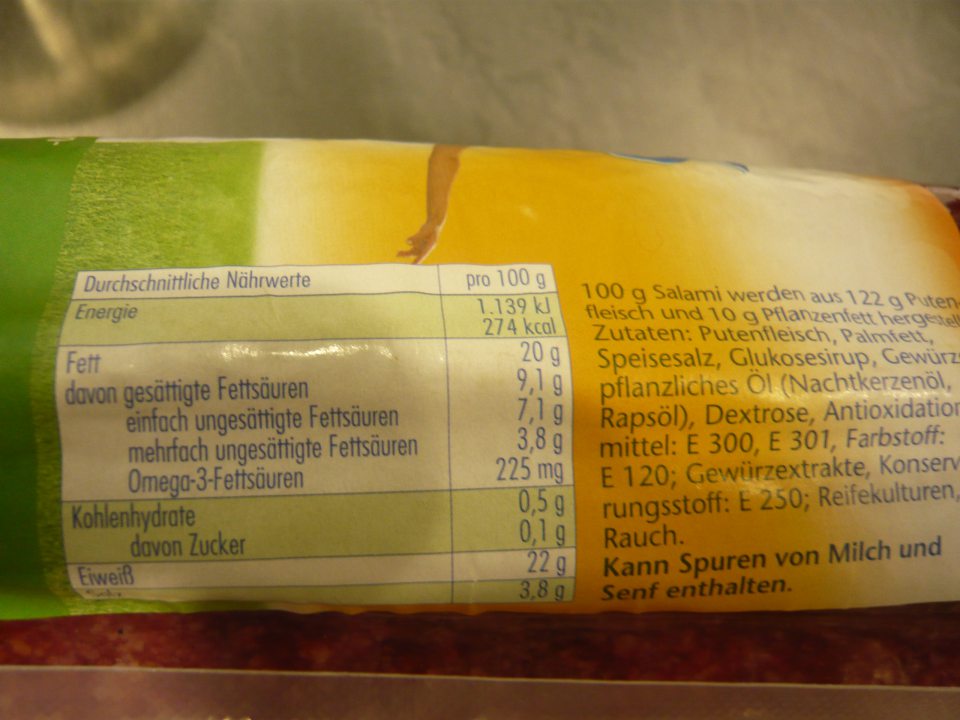 Durchschnittliche Nährwerte pro 100 g
Energie 1.139 kJ
274 kcal
Fett 20 g
davon gesättigte Fettsäuren 9,1 g
einfach ungesättigte Fettsäuren 7,1 g
mehrfach ungesättigte Fettsäuren 3,8 g
Omega-3-Fettsäuren 225 mg
Kohlenhydrate 0,5 g
davon Zucker 0,1 g
Eiweiß 22 g
3,8 g
100 g Salami werden aus 122 g Puten-
fleisch und 10 g Pflanzenfett hergestell
Zutaten: Putenfleisch, Palmfett,
Speisesalz, Glukosesirup, Gewürz
pflanzliches Öl (Nachtkerzenöl,
Rapsöl), Dextrose, Antioxidation
mittel: E 300, E 301, Farbstoff:
E 120; Gewürzextrakte, Konserv
rungsstoff: E 250; Reifekulturen,
Rauch.
Kann Spuren von Milch und
Senf enthalten.